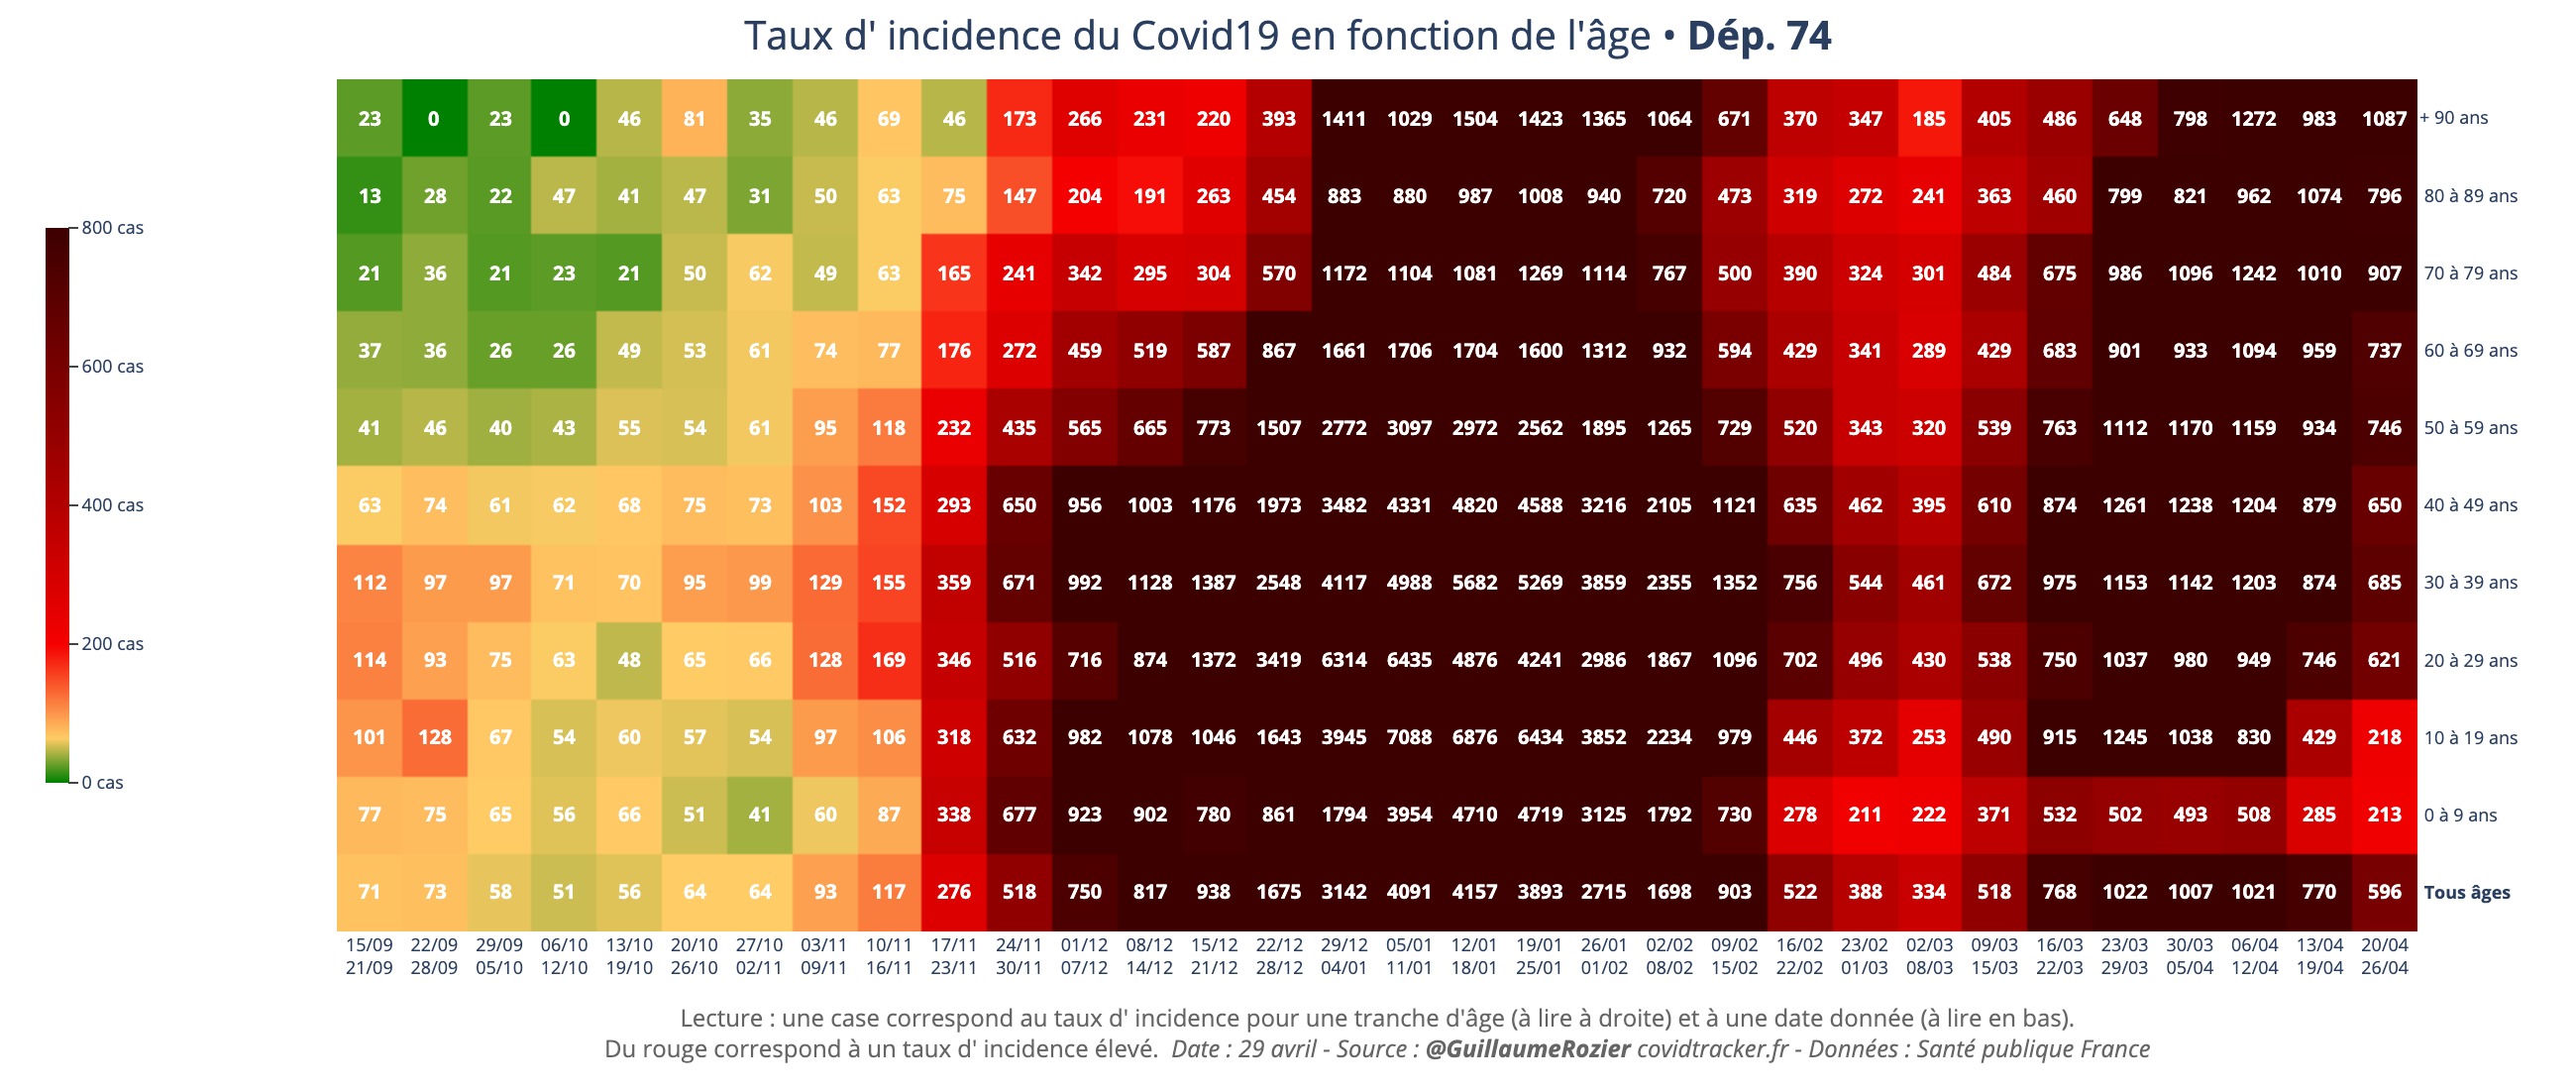 Taux d' incidence du Covid19 en fonction de l'âge • Dép. 74
23 0 23 0 46 81 35 46 69 46 173 266 231 220 393 1411 1029 1504 1423 1365 1064 671 370 347 185 405 486 648 798 1272 983 1087 + 90 ans
13 28 22 47 41 47 31 50 63 75 147 204 191 263 454 883 880 987 1008 940 720 473 319 272 241 363 460 799 821 962 1074 796 80 à 89 ans
800 cas
21 36 21 23 21 50 62 49 63 165 241 342 295 304 570 1172 1104 1081 1269 1114 767 500 390 324 301 484 675 986 1096 1242 1010 907 70 à 79 ans
37 36 26 26 49 53 61 74 77 176 272 459 519 587 867 1661 1706 1704 1600 1312 932 594 429 341 289 429 683 901 933 1094 959 737 60 à 69 ans
600 cas
41 46 40 43 55 54 61 95 118 232 435 565 665 773 1507 2772 3097 2972 2562 1895 1265 729 520 343 320 539 763 1112 1170 1159 934 746 50 à 59 ans
400 cas
63 74 61 62 68 75 73 103 152 293 650 956 1003 1176 1973 3482 4331 4820 4588 3216 2105 1121 635 462 395 610 874 1261 1238 1204 879 650 40 à 49 ans
112 97 97 71 70 95 99 129 155 359 671 992 1128 1387 2548 4117 4988 5682 5269 3859 2355 1352 756 544 461 672 975 1153 1142 1203 874 685 30 à 39 ans
200 cas
114 93 75 63 48 65 66 128 169 346 516 716 874 1372 3419 6314 6435 4876 4241 2986 1867 1096 702 496 430 538 750 1037 980 949 746 621 20 à 29 ans
101 128 67 54 60 57 54 97 106 318 632 982 1078 1046 1643 3945 7088 6876 6434 3852 2234 979 446 372 253 490 915 1245 1038 830 429 218 10 à 19 ans
0 cas
77 75 65 56 66 51 41 60 87 338 677 923 902 780 861 1794 3954 4710 4719 3125 1792 730 278 211 222 371 532 502 493 508 285 213 0 à 9 ans
71 73 58 51 56 64 64 93 117 276 518 750 817 938 1675 3142 4091 4157 3893 2715 1698 903 522 388 334 518 768 1022 1007 1021 770 596 Tous âges
15/09 22/09 29/09 06/10 13/10 20/10 27/10 03/11 10/11 17/11 24/11 01/12 08/12 15/12 22/12 29/12 05/01 12/01 19/01 26/01 02/02 09/02 16/02 23/02 02/03 09/03 16/03 23/03 30/03 06/04 13/04 20/04
21/09 28/09 05/10 12/10 19/10 26/10 02/11 09/11 16/11 23/11 30/11 07/12 14/12 21/12 28/12 04/01 11/01 18/01 25/01 01/02 08/02 15/02 22/02 01/03 08/03 15/03 22/03 29/03 05/04 12/04 19/04 26/04
Lecture : une case correspond au taux d' incidence pour une tranche d'âge (à lire à droite) et à une date donnée (à lire en bas).
Du rouge correspond à un taux d' incidence élevé. Date : 29 avril - Source : @GuillaumeRozier covidtracker.fr - Données : Santé publique France